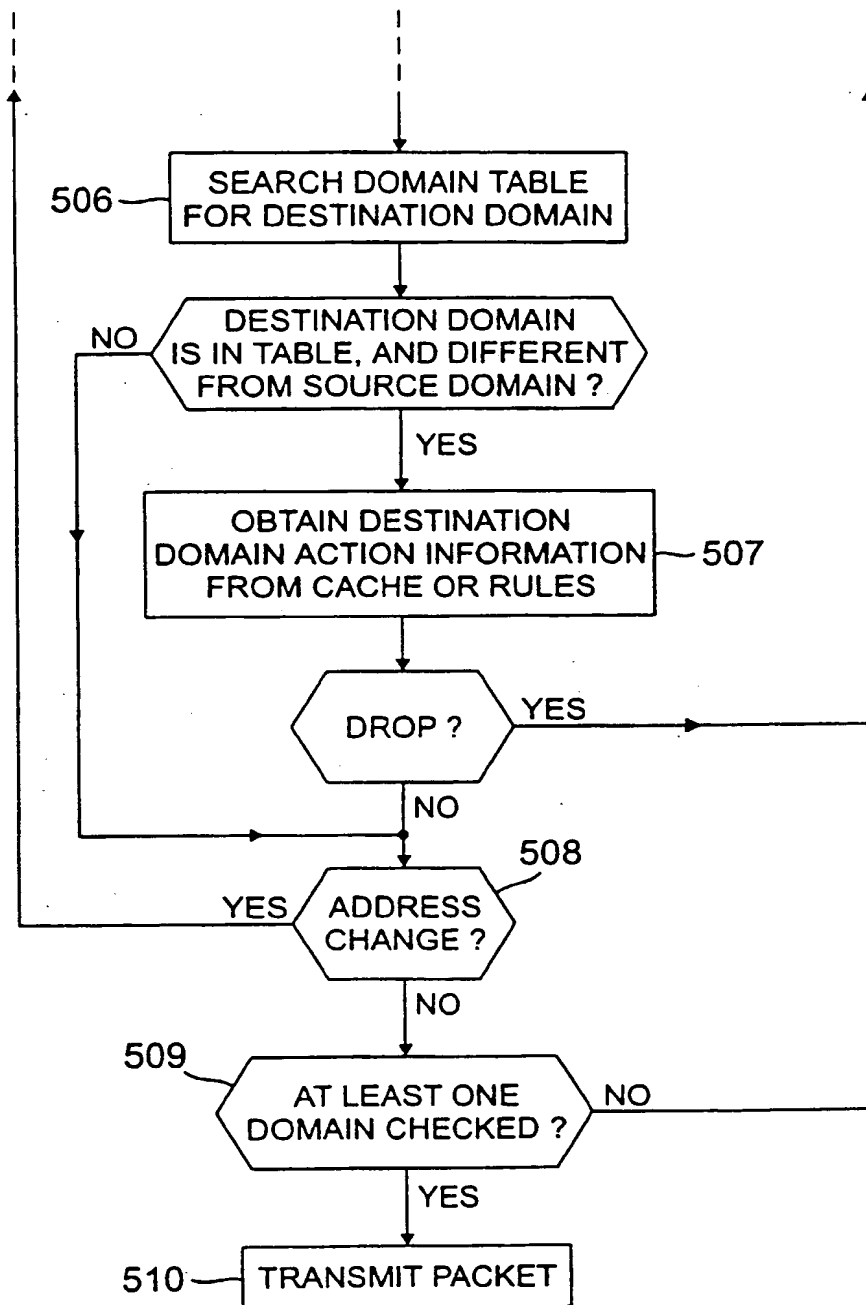 506
SEARCH DOMAIN TABLE
FOR DESTINATION DOMAIN
NO
DESTINATION DOMAIN
IS IN TABLE, AND DIFFERENT
FROM SOURCE DOMAIN ?
YES
OBTAIN DESTINATION
DOMAIN ACTION INFORMATION
FROM CACHE OR RULES
507
DROP ?
YES
NO
508
YES
ADDRESS
CHANGE ?
NO
509
AT LEAST ONE
DOMAIN CHECKED ?
NO
YES
510
TRANSMIT PACKET